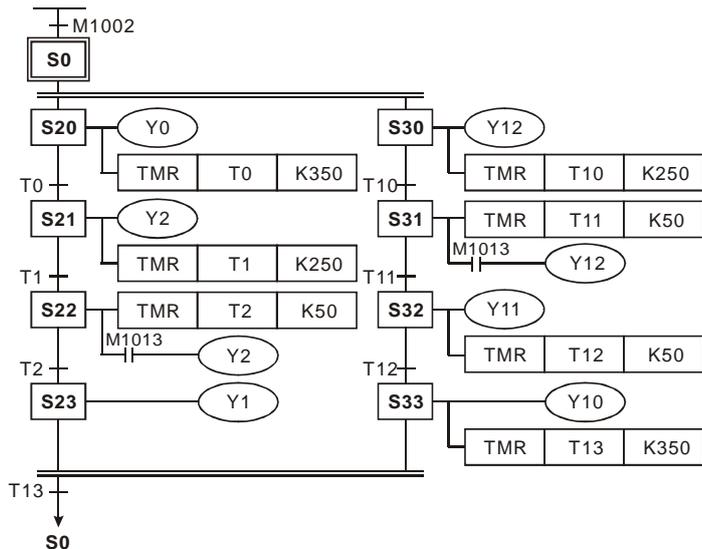 M1002
S0
S20 Y0 S30 Y12
TMR T0 K350 TMR T10 K250
T0 T10
S21 Y2 S31 TMR T11 K50
M1013
TMR T1 K250 Y12
T1 T11
S22 TMR T2 K50 S32 Y11
M1013
Y2 TMR T12 K50
T2 T12
S23 Y1 S33 Y10
TMR T13 K350
T13
S0